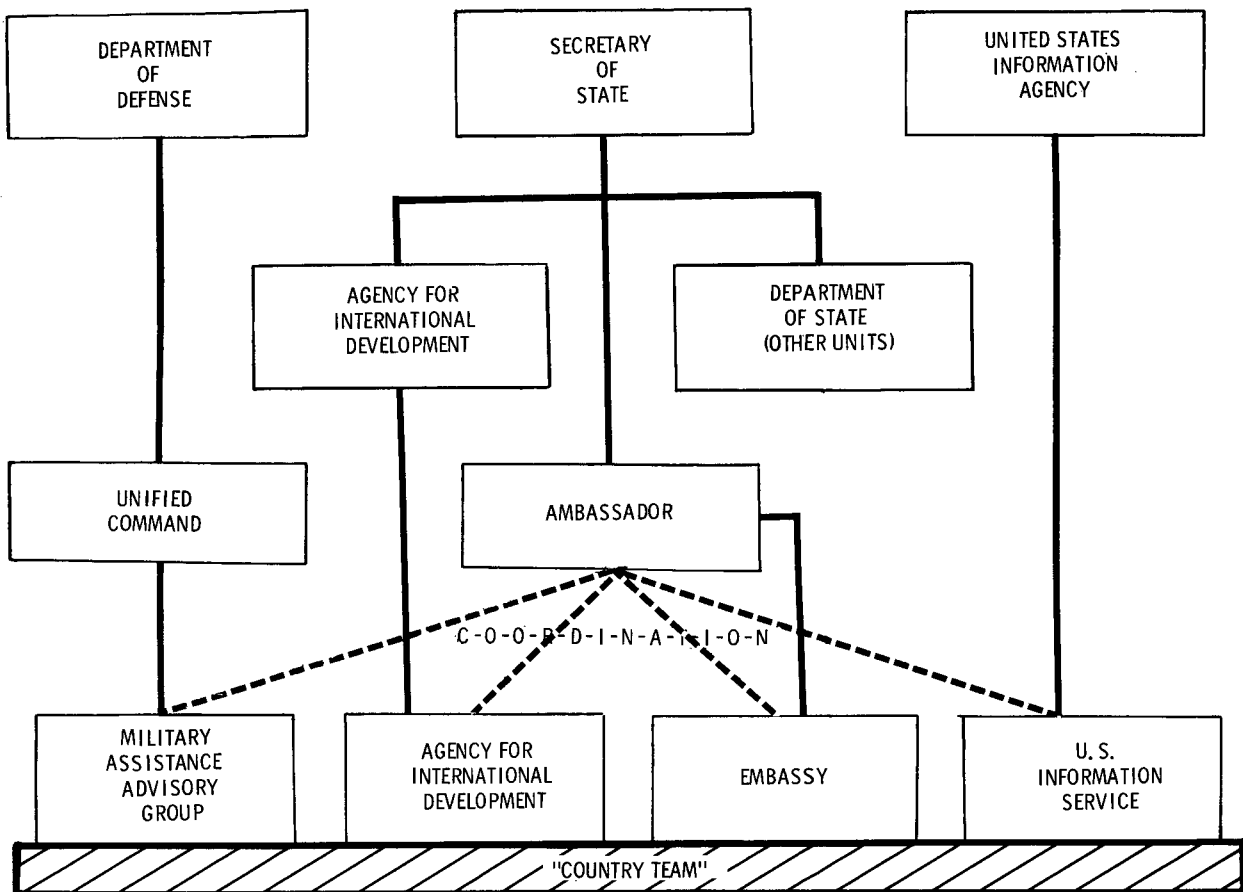 DEPARTMENT
OF
DEFENSE
SECRETARY
OF
STATE
UNITED STATES
INFORMATION
AGENCY
AGENCY FOR
INTERNATIONAL
DEVELOPMENT
DEPARTMENT
OF STATE
(OTHER UNITS)
UNIFIED
COMMAND
AMBASSADOR
C-O-O-R-D-I-N-A-T-I-O-N
MILITARY
ASSISTANCE
ADVISORY
GROUP
AGENCY FOR
INTERNATIONAL
DEVELOPMENT
EMBASSY
U. S.
INFORMATION
SERVICE
"COUNTRY TEAM"